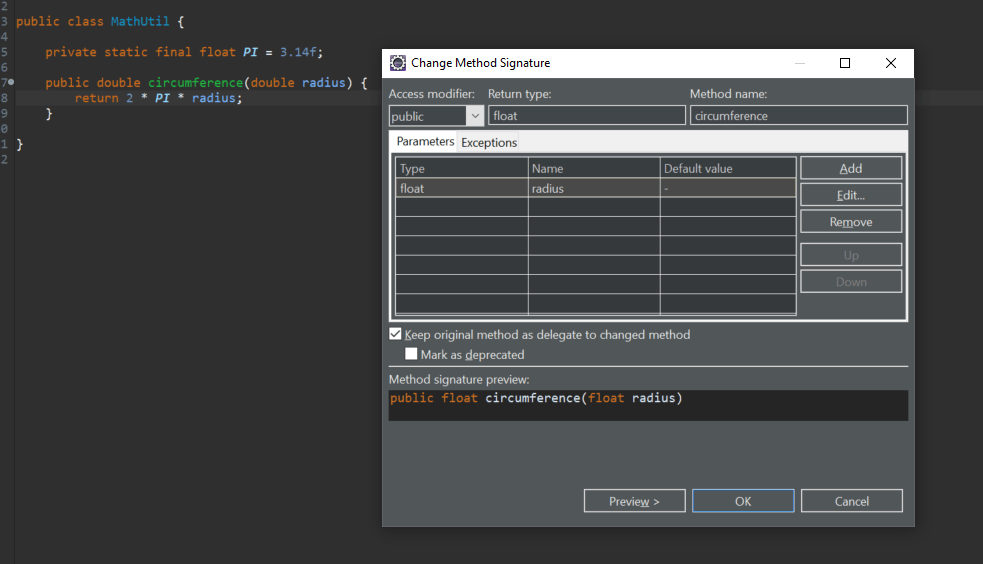 2
3 public class MathUtil {
4
5 private static final float PI = 3.14f;
6
7 public double circumference(double radius) {
8 return 2 * PI * radius;
9 }
0
1 }
2
Change Method Signature
Access modifier: Return type: Method name:
public float circumference
Parameters Exceptions
Type Name Default value
float radius -
Add
Edit...
Remove
Up
Down
Keep original method as delegate to changed method
Mark as deprecated
Method signature preview:
public float circumference(float radius)
Preview > OK Cancel